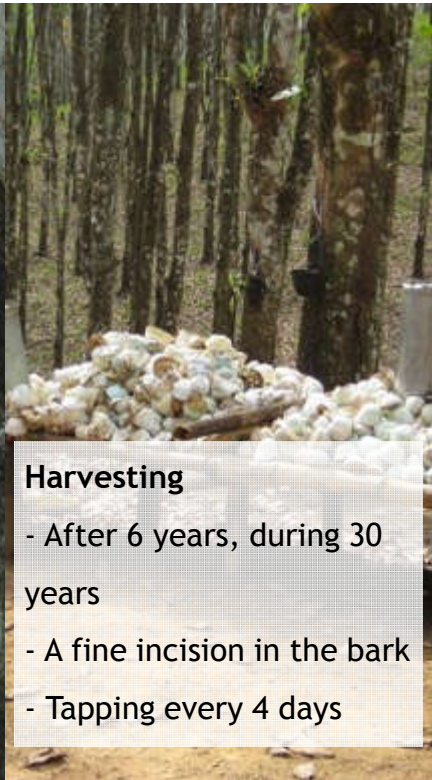 Harvesting
- After 6 years, during 30
years
- A fine incision in the bark
- Tapping every 4 days